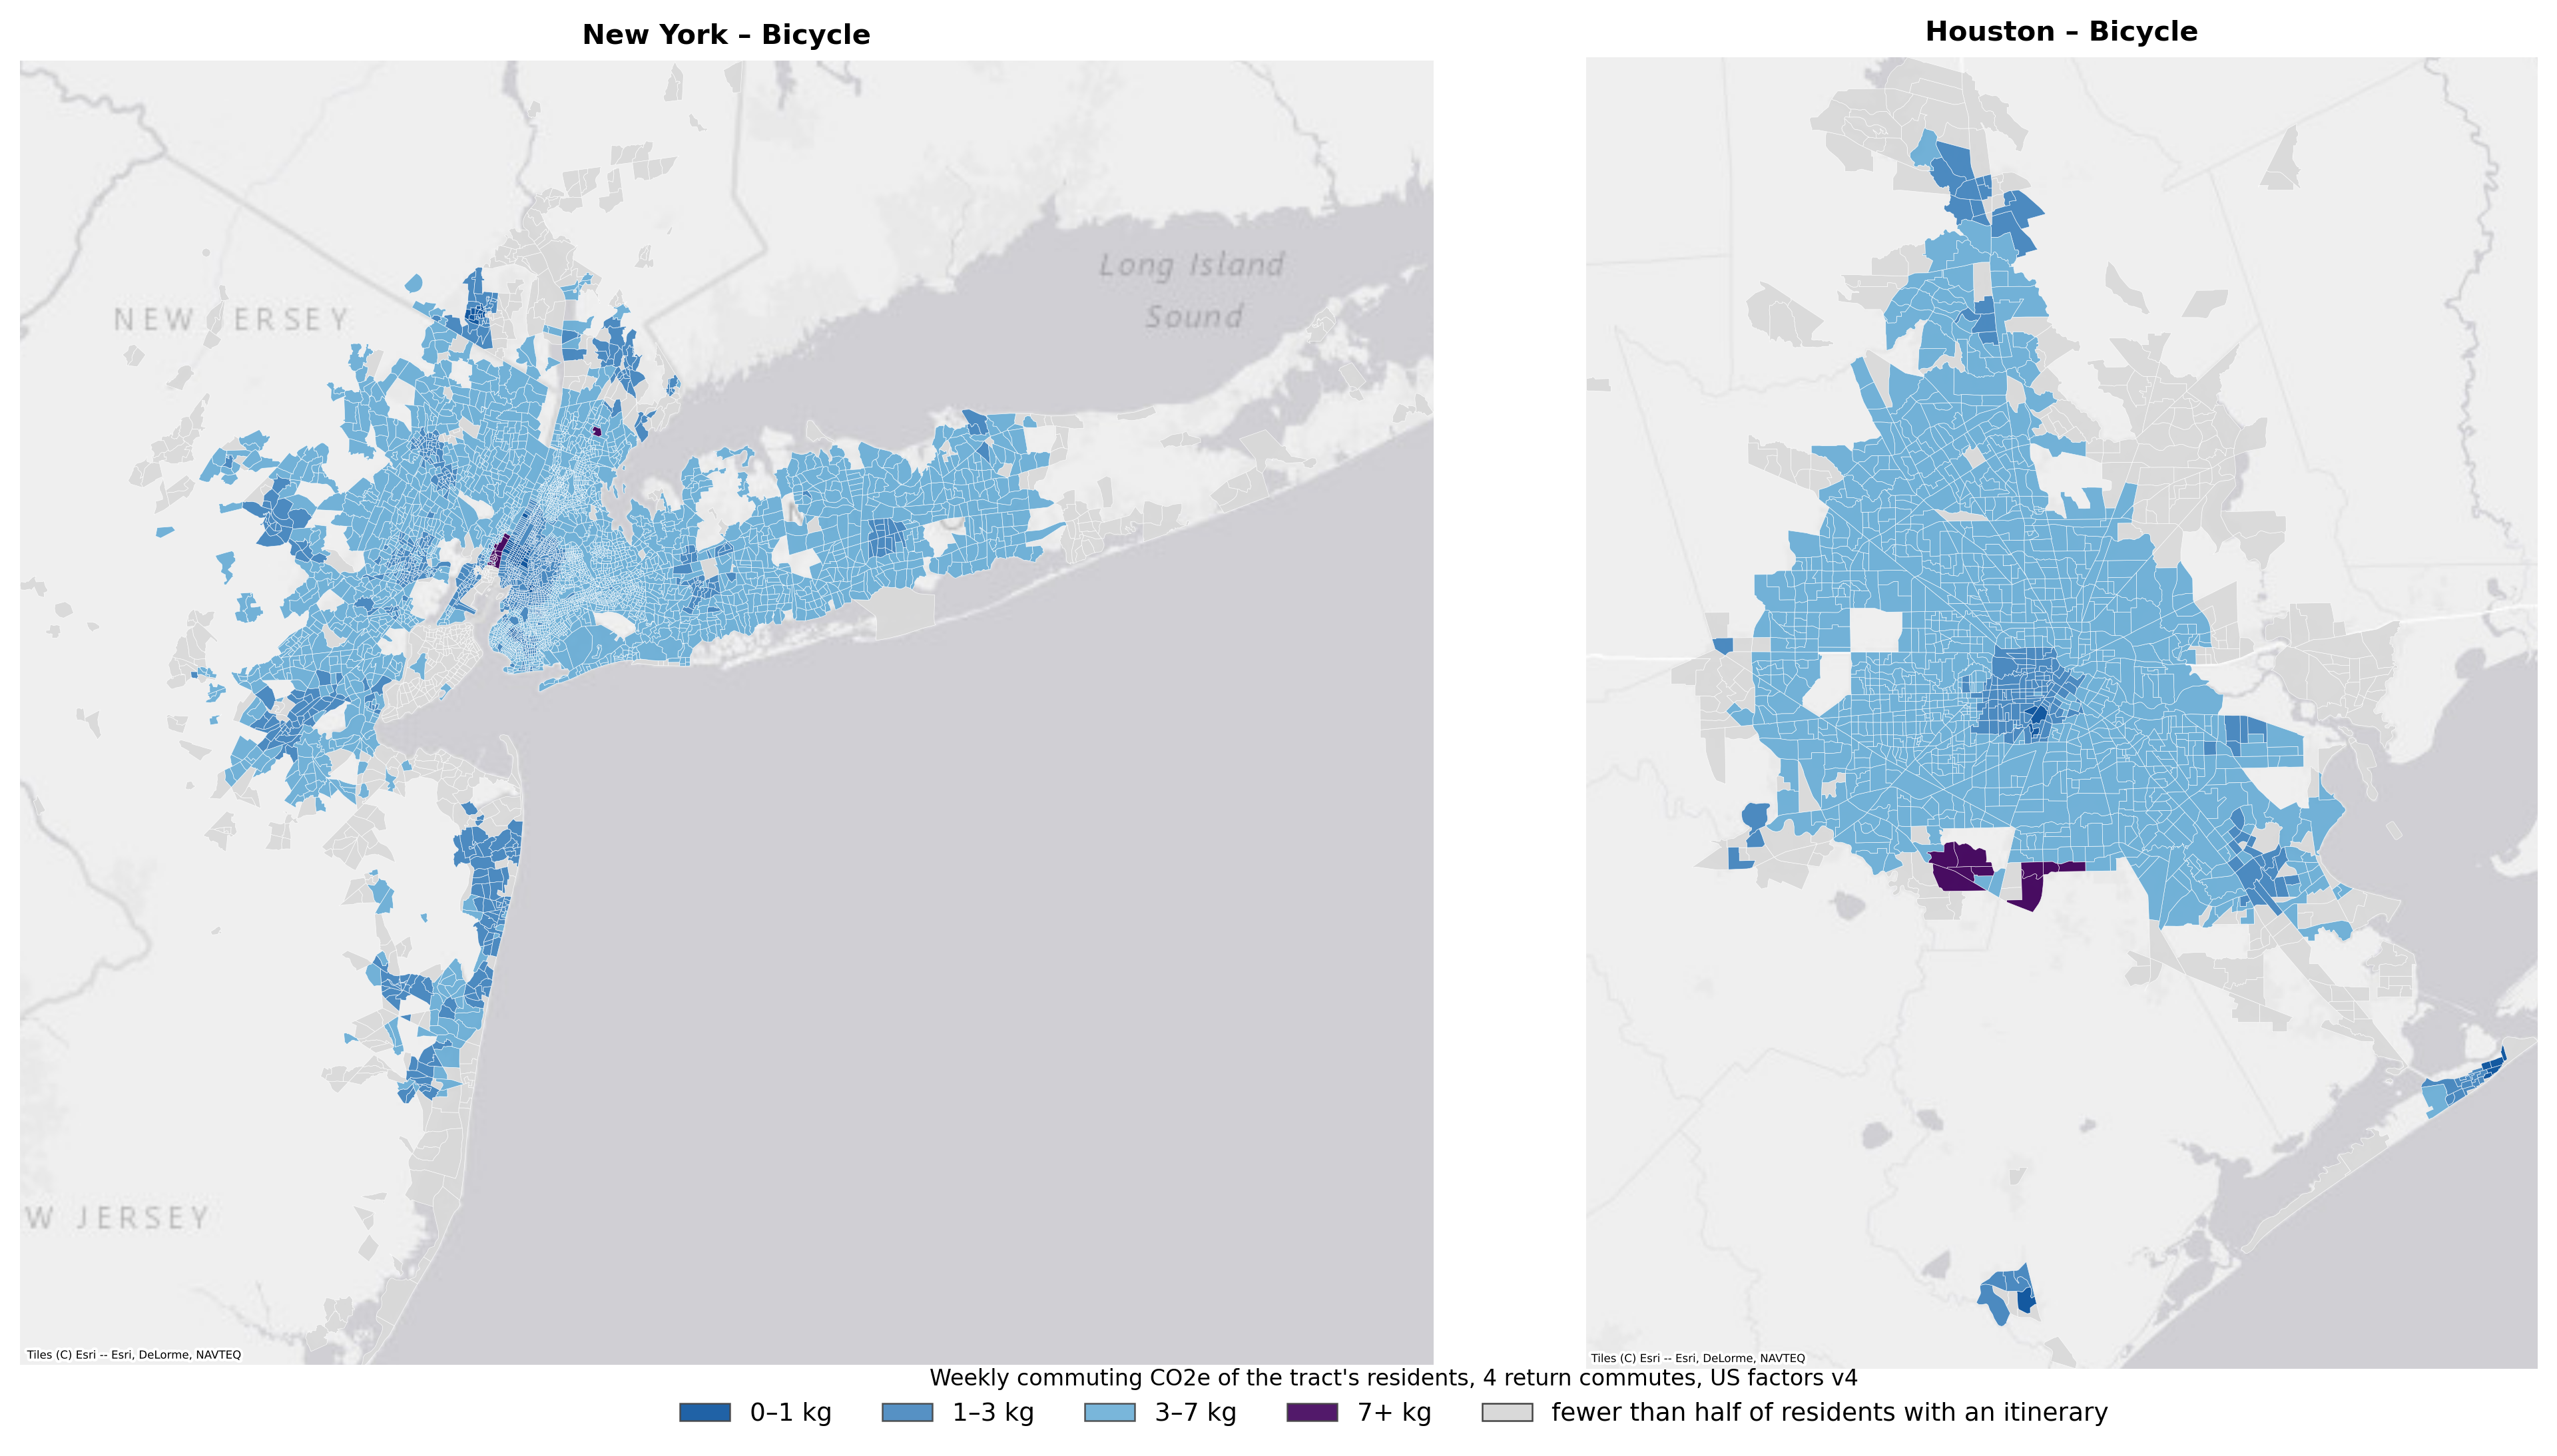 New York – Bicycle
Houston – Bicycle
Long Island
Sound
NEW JERSEY
W JERSEY
Tiles (C) Esri -- Esri, DeLorme, NAVTEQ
Tiles (C) Esri -- Esri, DeLorme, NAVTEQ
Weekly commuting CO2e of the tract's residents, 4 return commutes, US factors v4
0–1 kg
1–3 kg
3–7 kg
7+ kg
fewer than half of residents with an itinerary